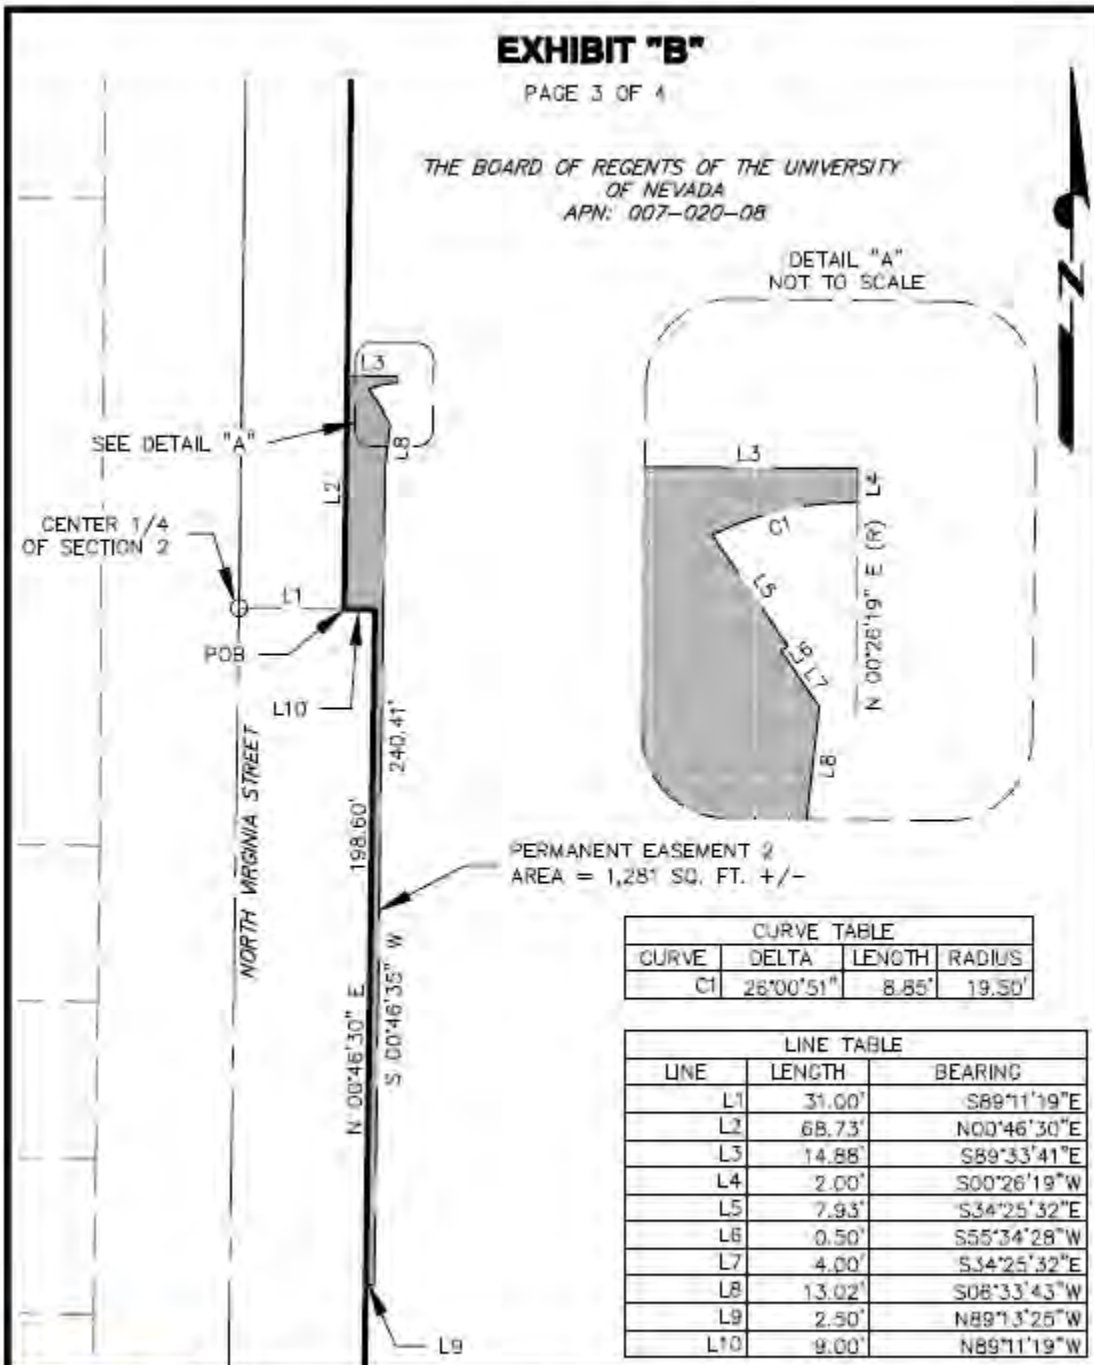 EXHIBIT "B"
PAGE 3 OF 4
THE BOARD OF REGENTS OF THE UNIVERSITY
OF NEVADA
APN: 007-020-08
DETAIL "A"
NOT TO SCALE
N
L3
SEE DETAIL "A"
L8
L2
CENTER 1/4
OF SECTION 2
L1
POB
L10
NORTH VIRGINIA STREET
240.41'
198.60'
N 00°46'30" E
S 00°46'35" W
L9
L3
L4
C1
L5
L6
L7
L8
N 00°26'19" E (R)
PERMANENT EASEMENT 2
AREA = 1,281 SQ. FT. +/-
CURVE TABLE
CURVE DELTA LENGTH RADIUS
C1 26°00'51" 8.85' 19.50'
LINE TABLE
LINE LENGTH BEARING
L1 31.00' S89°11'19"E
L2 68.73' N00°46'30"E
L3 14.88' S89°33'41"E
L4 2.00' S00°26'19"W
L5 7.93' S34°25'32"E
L6 0.50' S55°34'28"W
L7 4.00' S34°25'32"E
L8 13.02' S06°33'43"W
L9 2.50' N89°13'25"W
L10 9.00' N89°11'19"W